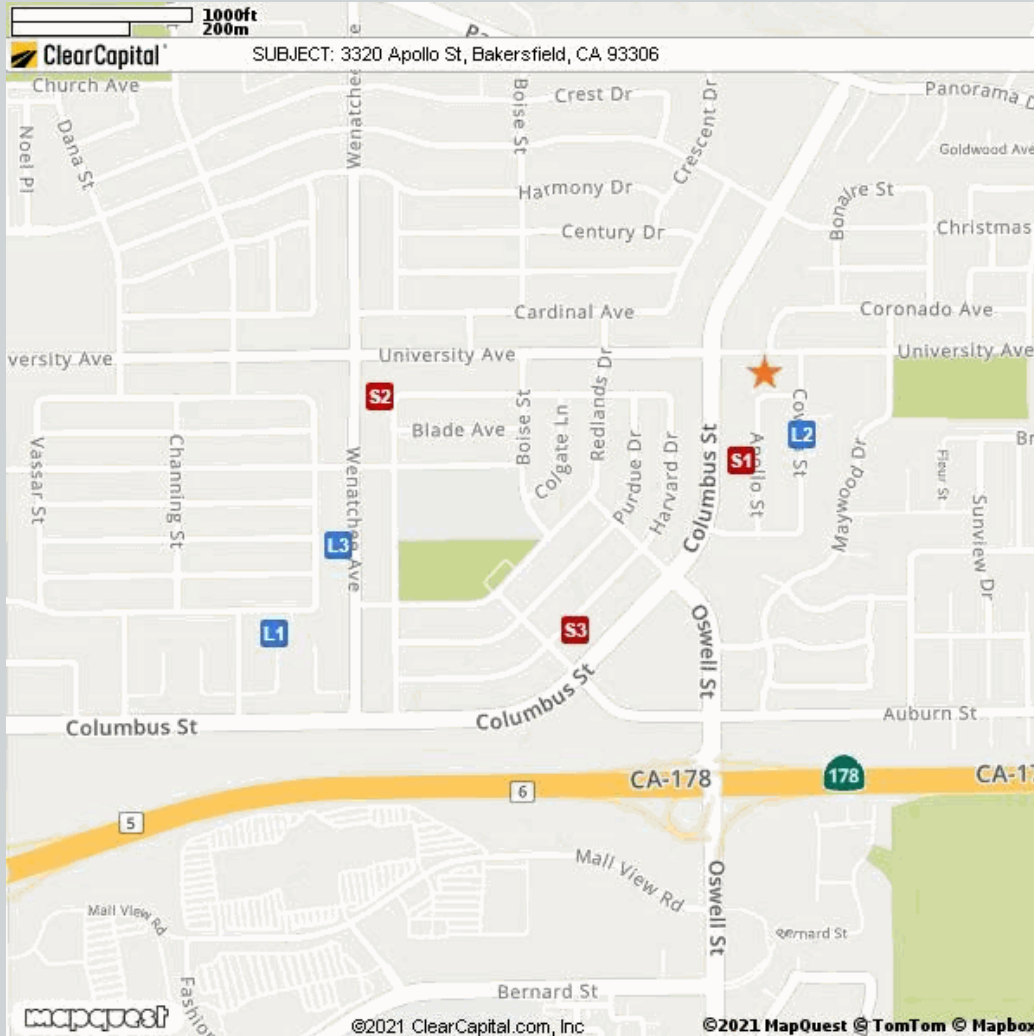 1000ft
200m
ClearCapital
SUBJECT: 3320 Apollo St, Bakersfield, CA 93306
Church Ave
Noel Pl
Dana St
Wenatchee
Boise St
Crest Dr
Crescent Dr
Panorama D
Goldwood Ave
Harmony Dr
Bonaire St
Century Dr
Christmas
Cardinal Ave
Coronado Ave
versity Ave
University Ave
University Ave
Redlands Dr
S2
Boise St
Colgate Ln
Blade Ave
Vassar St
Channing St
Wenatchee Ave
Purdue Dr
Harvard Dr
Columbus St
S1
Apollo St
St
L2
Maywood Dr
Fleur St
Br
Sunview Dr
L3
L1
S3
Oswell St
Columbus St
Columbus St
Auburn St
CA-178
178
CA-17
6
5
Mall View Rd
Mall View Rd
Oswell St
Bernard St
Fashion
Bernard St
mapquest
©2021 ClearCapital.com, Inc
©2021 MapQuest © TomTom © Mapbox